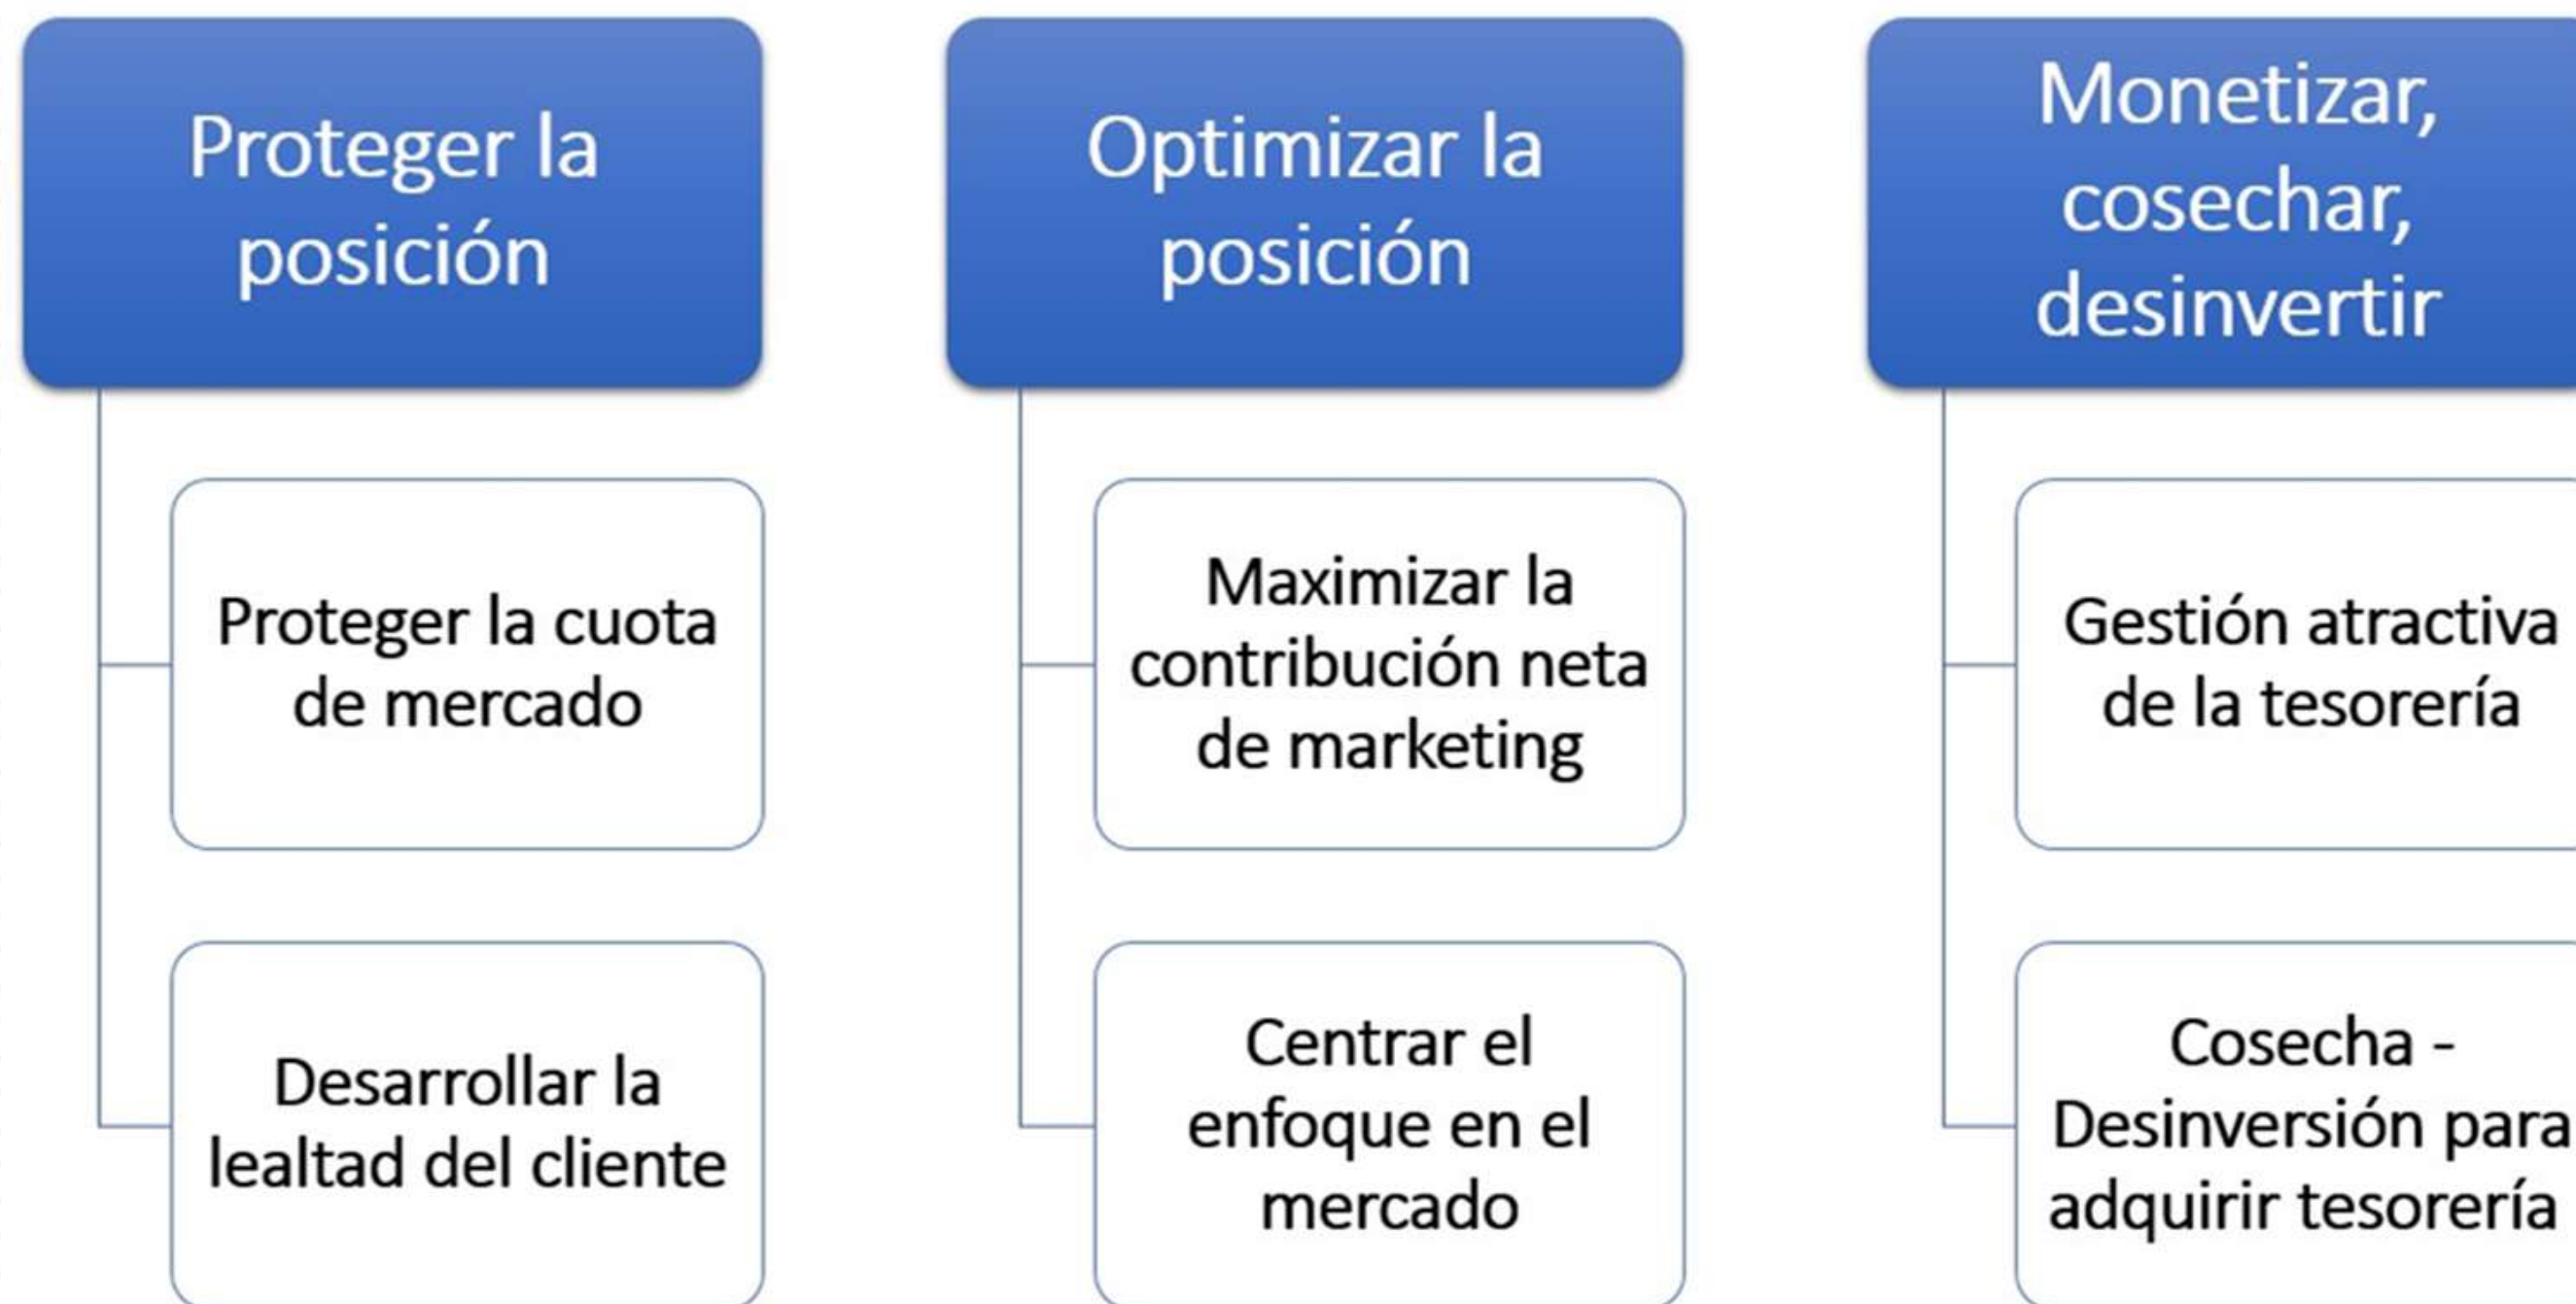 Proteger la
posición
Proteger la cuota
de mercado
Desarrollar la
lealtad del cliente
Optimizar la
posición
Maximizar la
contribución neta
de marketing
Centrar el
enfoque en el
mercado
Monetizar,
cosechar,
desinvertir
Gestión atractiva
de la tesorería
Cosecha -
Desinversión para
adquirir tesorería